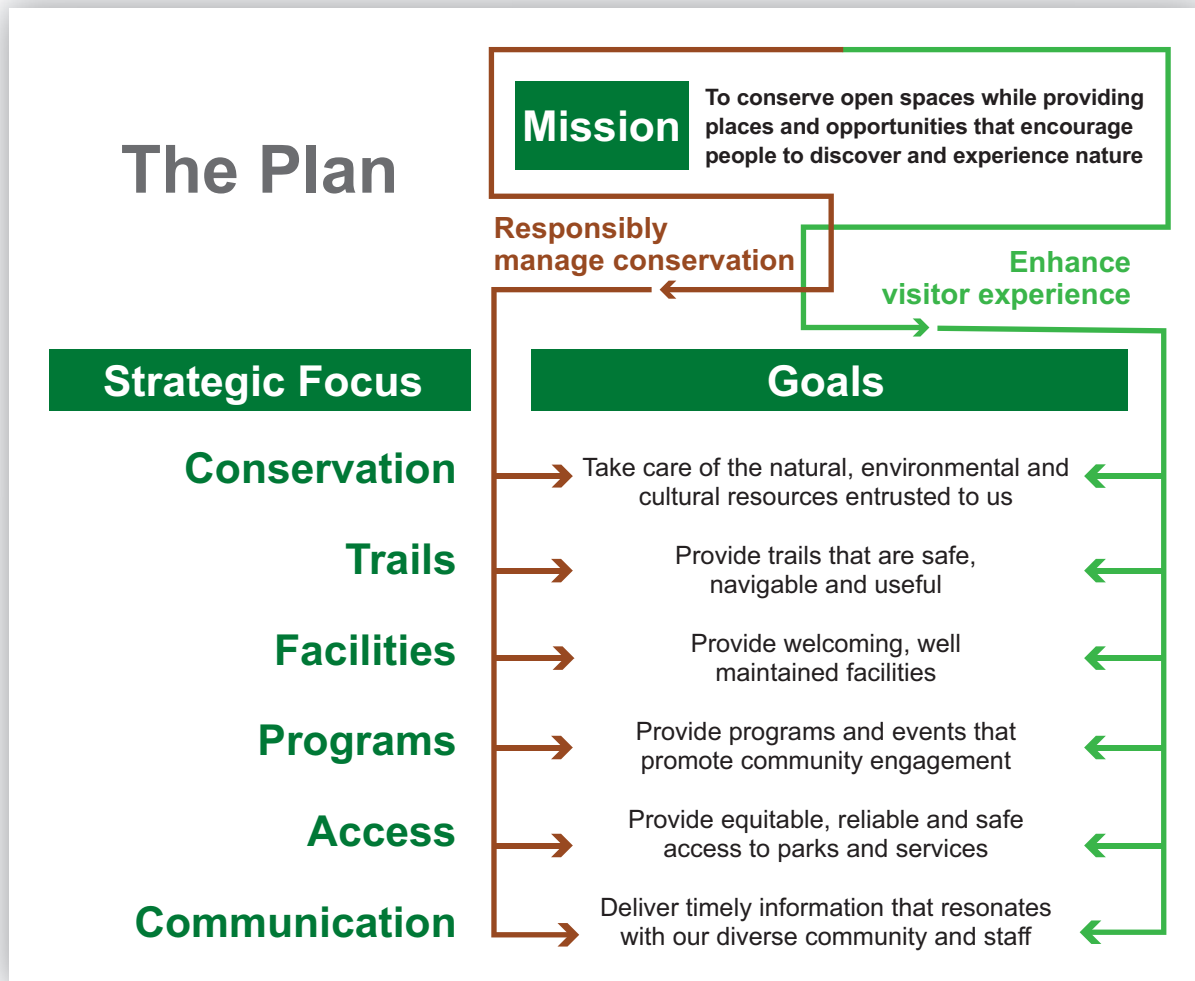 The Plan
Mission
To conserve open spaces while providing
places and opportunities that encourage
people to discover and experience nature
Responsibly
manage conservation
Enhance
visitor experience
Strategic Focus
Goals
Conservation
Take care of the natural, environmental and
cultural resources entrusted to us
Trails
Provide trails that are safe,
navigable and useful
Facilities
Provide welcoming, well
maintained facilities
Programs
Provide programs and events that
promote community engagement
Access
Provide equitable, reliable and safe
access to parks and services
Communication
Deliver timely information that resonates
with our diverse community and staff